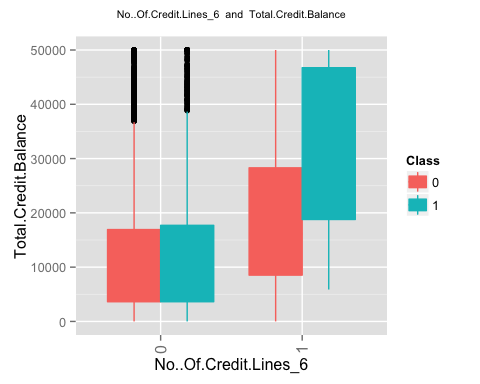 No..Of.Credit.Lines_6 and Total.Credit.Balance
50000
40000
30000
20000
10000
0
Total.Credit.Balance
0
1
No..Of.Credit.Lines_6
Class
0
1